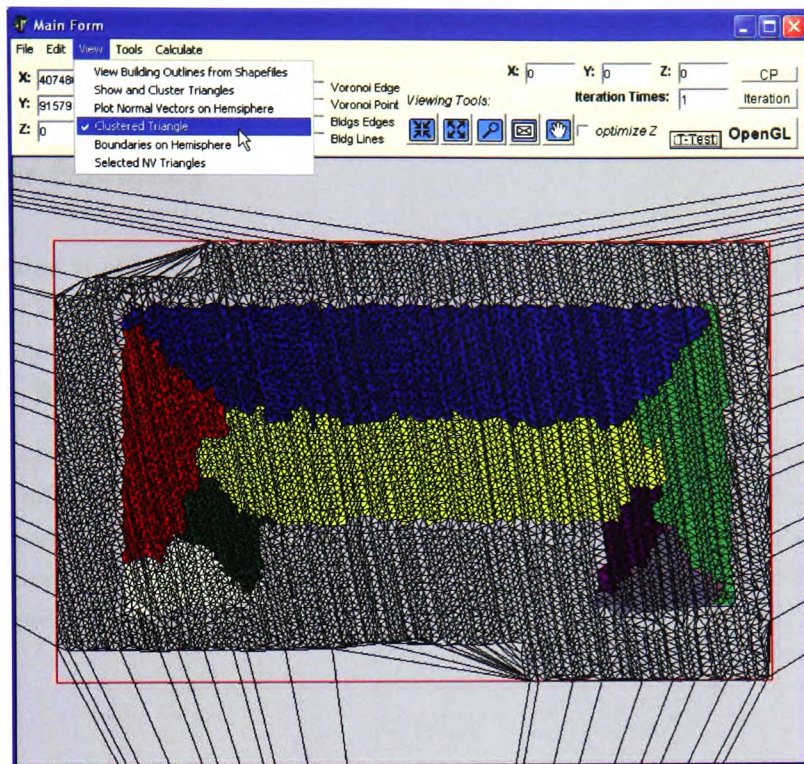 Main Form
File Edit View Tools Calculate
View Building Outlines from Shapefiles
Show and Cluster Triangles
Plot Normal Vectors on Hemsiphere
Clustered Triangle
Boundaries on Hemisphere
Selected NV Triangles
X:
Y: 91579
Z: 0
Voronoi Edge
Voronoi Point
Bldgs Edges
Bldg Lines
Viewing Tools:
X: 0 Y: 0 Z: 0 CP
Iteration Times: 1 Iteration
optimize Z T-Test OpenGL